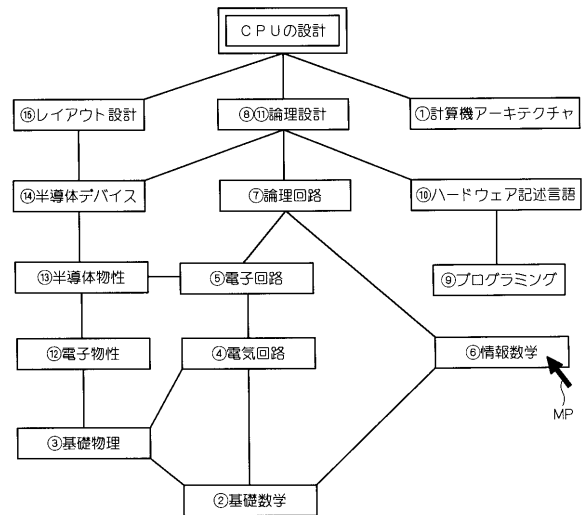 CPUの設計
⑮レイアウト設計
⑧⑪論理設計
①計算機アーキテクチャ
⑭半導体デバイス
⑦論理回路
⑩ハードウェア記述言語
⑬半導体物性
⑤電子回路
⑨プログラミング
⑫電子物性
④電気回路
⑥情報数学
MP
③基礎物理
②基礎数学